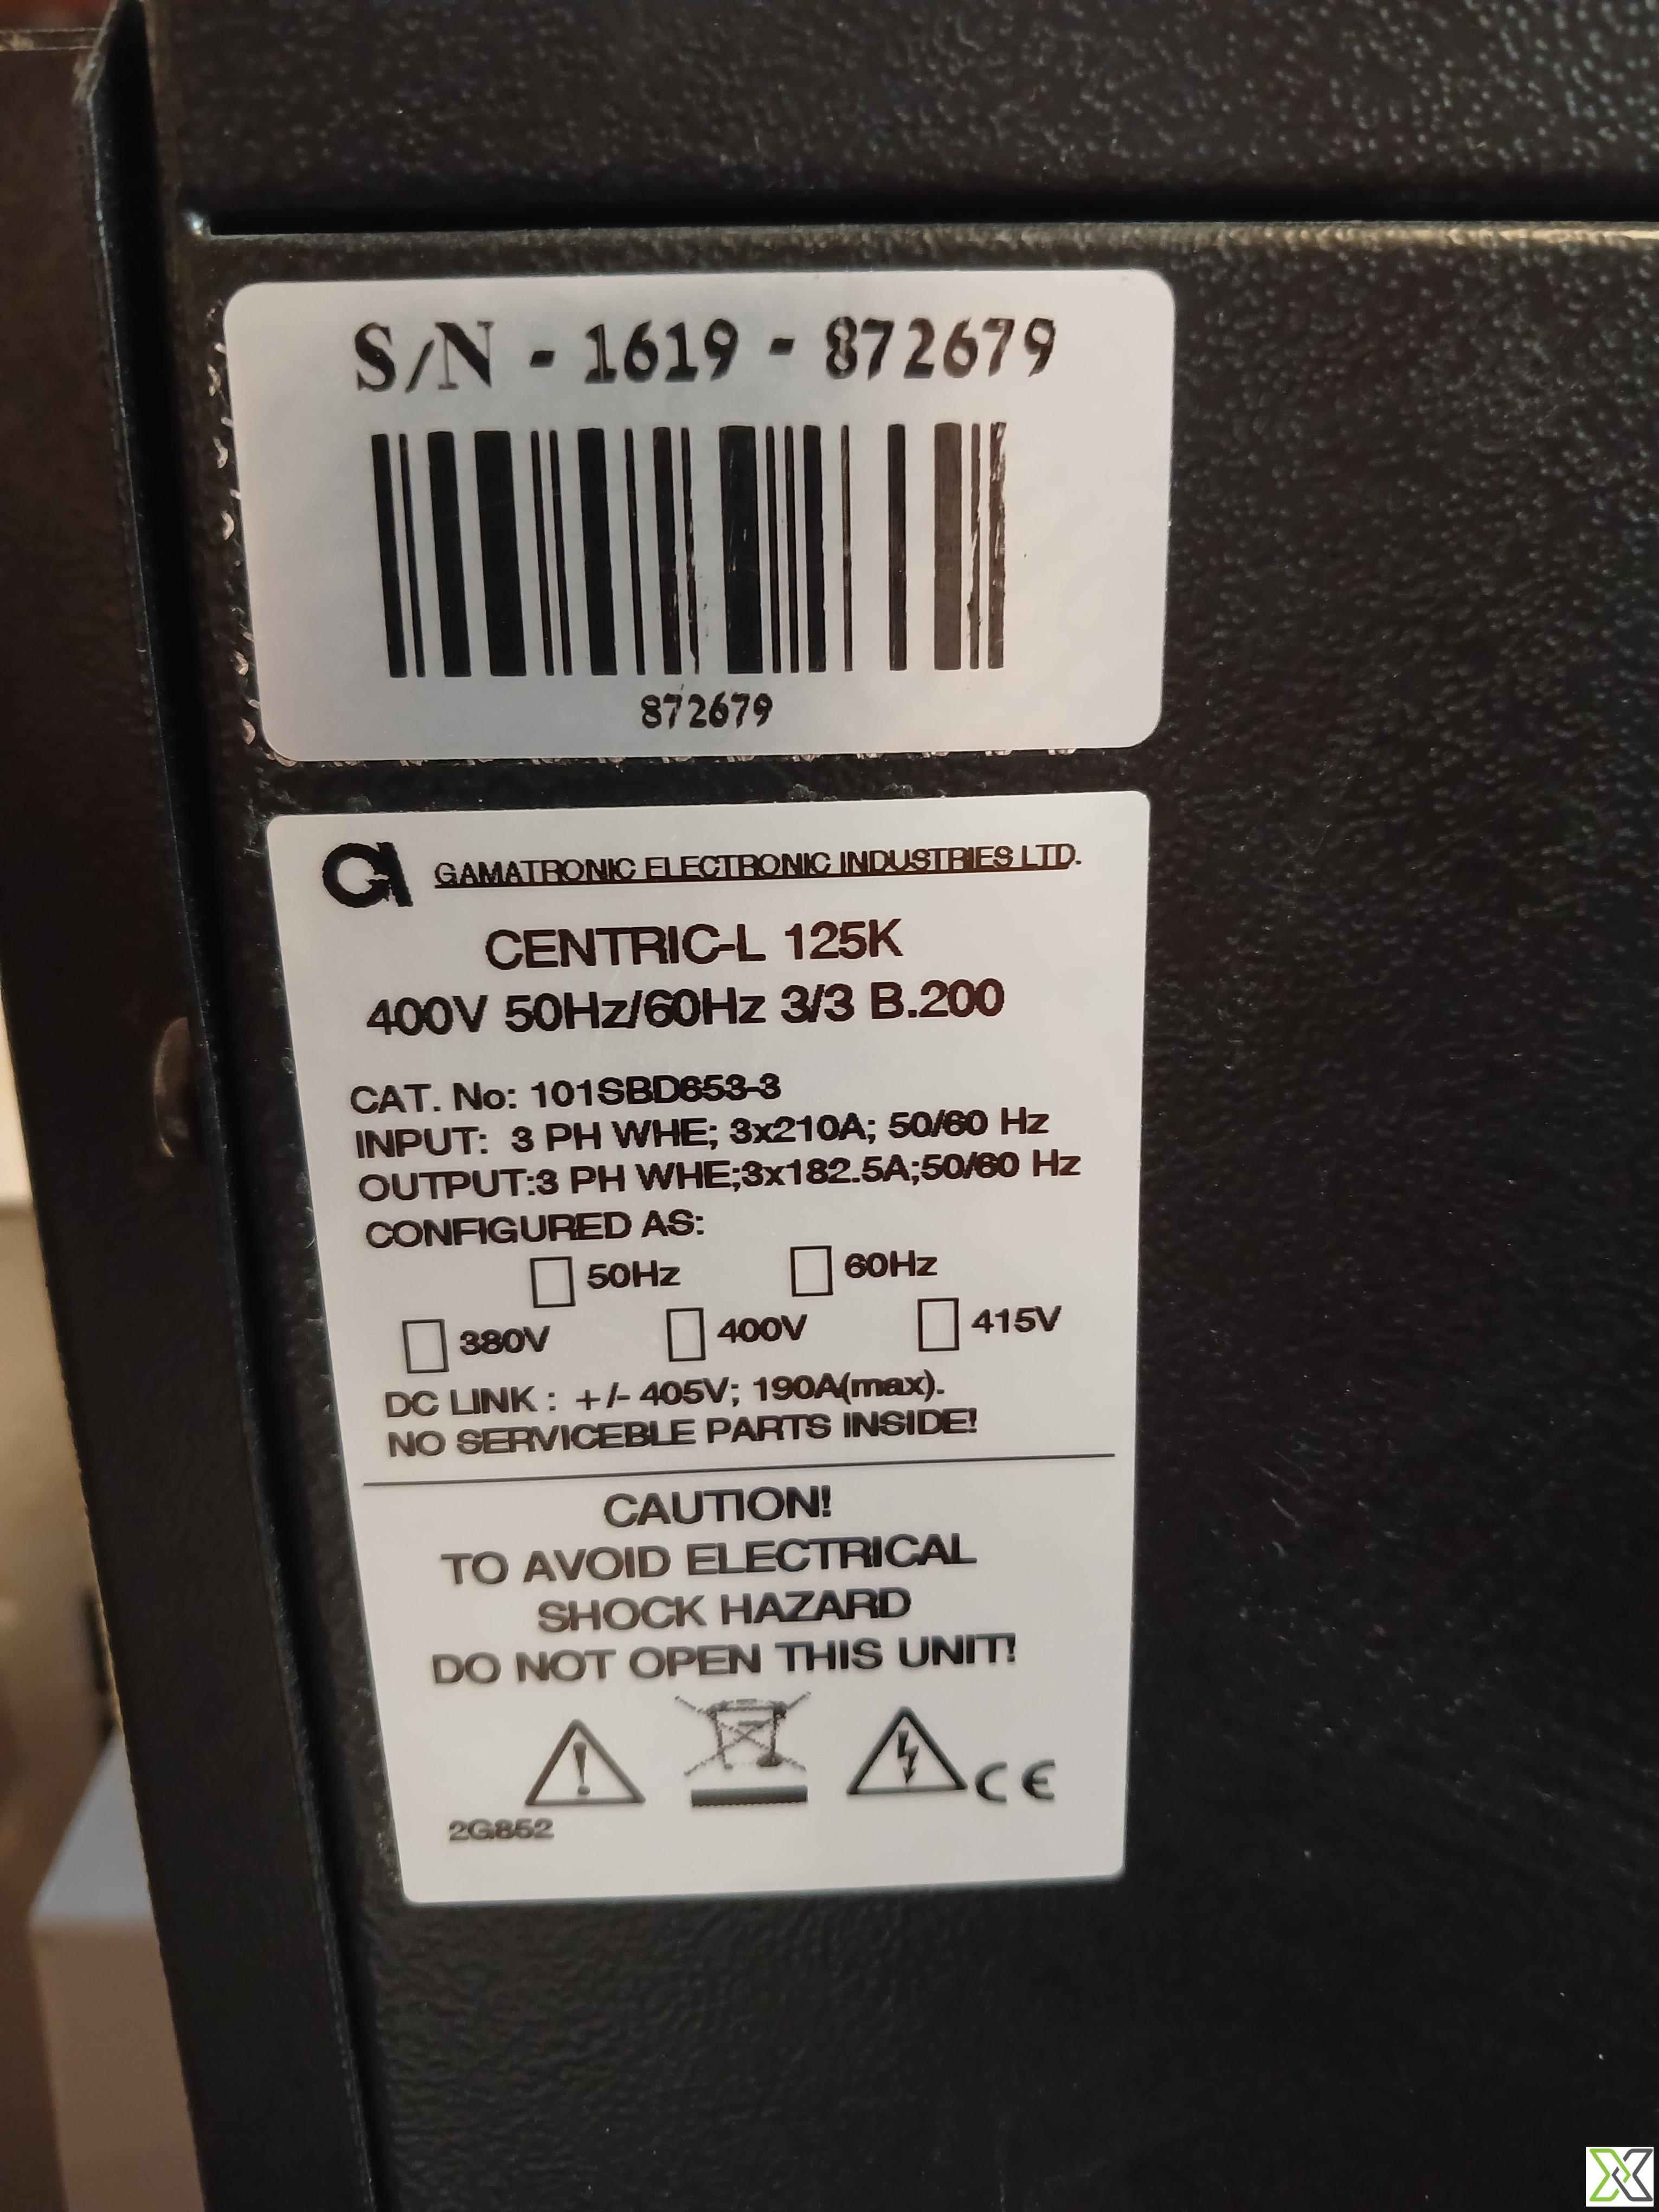 S/N - 1619 - 872679
872679
GAMATRONIC ELECTRONIC INDUSTRIES LTD.
CENTRIC-L 125K
400V 50Hz/60Hz 3/3 B.200
CAT. No: 101SBD653-3
INPUT: 3 PH WHE; 3x210A; 50/60 Hz
OUTPUT:3 PH WHE;3x182.5A;50/60 Hz
CONFIGURED AS:
50Hz 60Hz
380V 400V 415V
DC LINK : +/- 405V; 190A(max).
NO SERVICEBLE PARTS INSIDE!
CAUTION!
TO AVOID ELECTRICAL
SHOCK HAZARD
DO NOT OPEN THIS UNIT!
CE
2G852